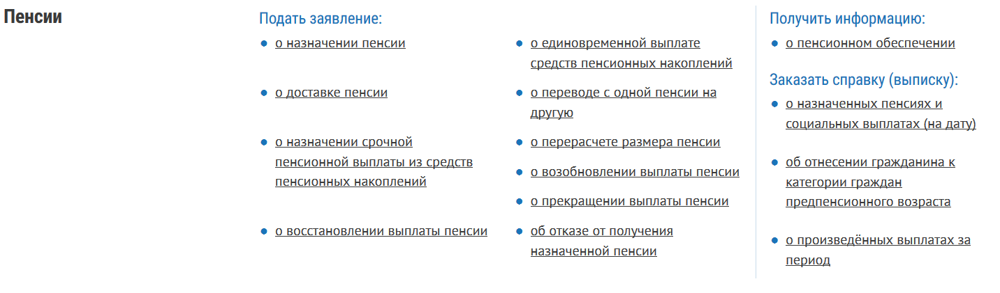 Пенсии
Подать заявление:
о назначении пенсии
о доставке пенсии
о назначении срочной
пенсионной выплаты из средств
пенсионных накоплений
о восстановлении выплаты пенсии
о единовременной выплате
средств пенсионных накоплений
о переводе с одной пенсии на
другую
о перерасчете размера пенсии
о возобновлении выплаты пенсии
о прекращении выплаты пенсии
об отказе от получения
назначенной пенсии
Получить информацию:
о пенсионном обеспечении
Заказать справку (выписку):
о назначенных пенсиях и
социальных выплатах (на дату)
об отнесении гражданина к
категории граждан
предпенсионного возраста
о произведённых выплатах за
период